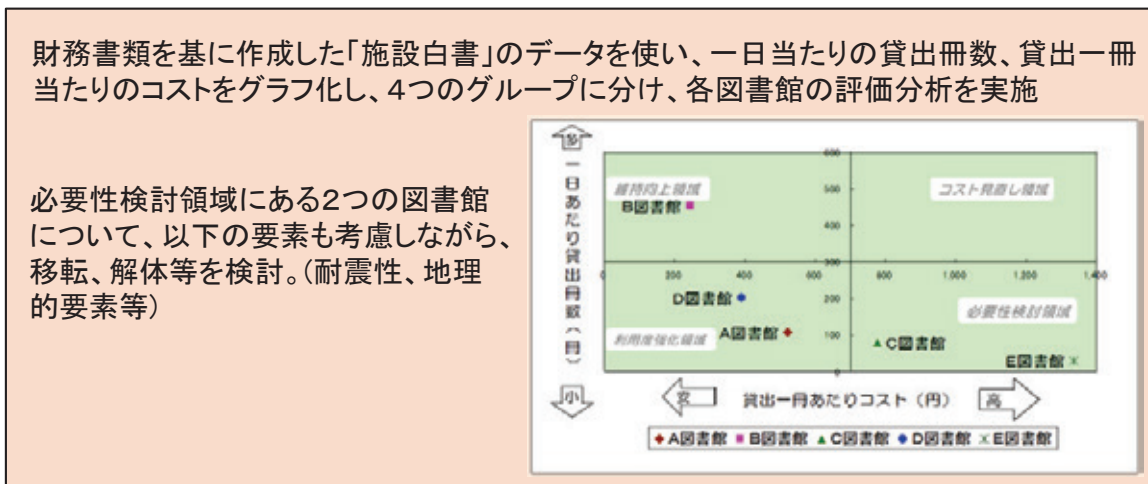 財務書類を基に作成した「施設白書」のデータを使い、一日当たりの貸出冊数、貸出一冊
当たりのコストをグラフ化し、4つのグループに分け、各図書館の評価分析を実施
必要性検討領域にある2つの図書館
について、以下の要素も考慮しながら、
移転、解体等を検討。(耐震性、地理
的要素等)
多
一日あたり貸出冊数(冊)
小
600
維持向上領域
500
コスト見直し領域
B図書館
400
300
0
200
400
600
800
1,000
1,200
1,400
D図書館
200
必要性検討領域
利用度強化領域
A図書館
100
C図書館
E図書館
0
安
貸出一冊あたりコスト(円)
高
A図書館 B図書館 C図書館 D図書館 E図書館